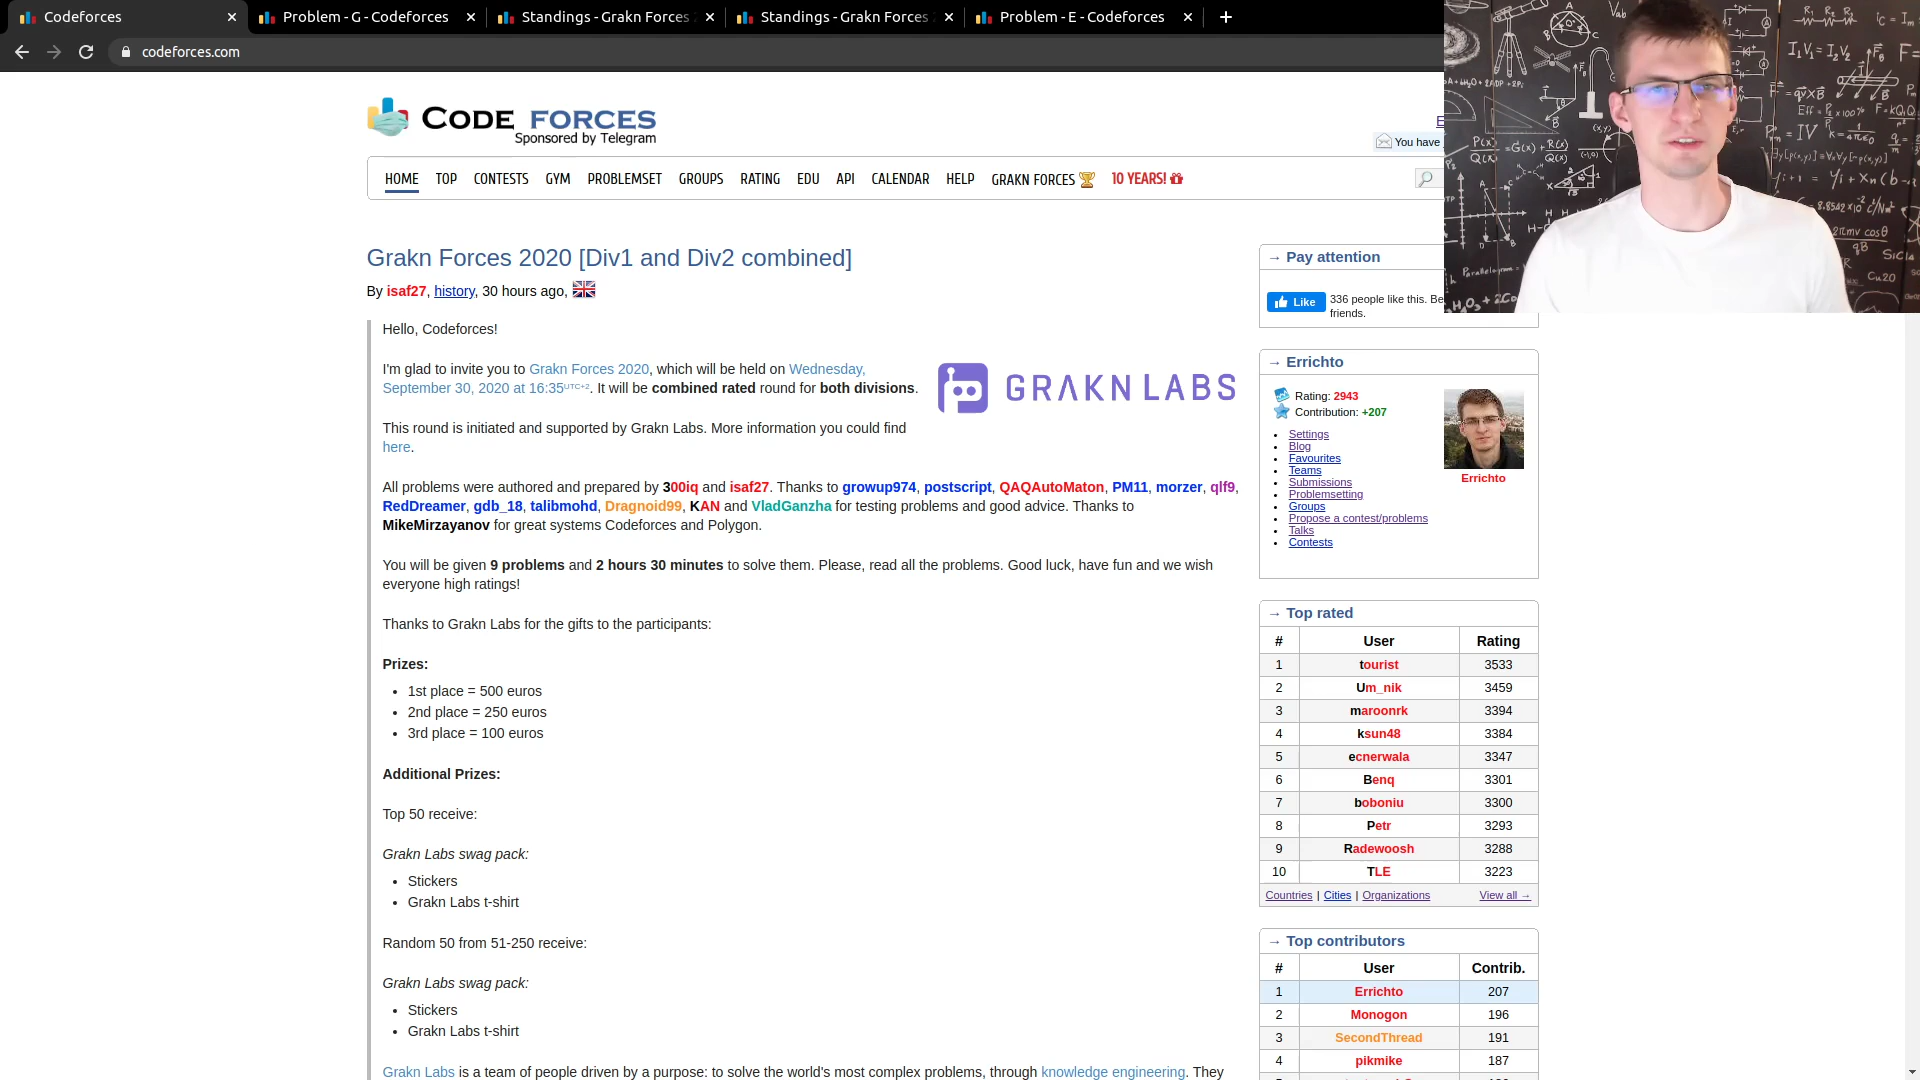 Codeforces
Problem - G - Codeforces
Standings - Grakn Forces
Standings - Grakn Forces
Problem - E - Codeforces
codeforces.com
CODE FORCES
Sponsored by Telegram
You have
HOME TOP CONTESTS GYM PROBLEMSET GROUPS RATING EDU API CALENDAR HELP GRAKN FORCES 10 YEARS!
Grakn Forces 2020 [Div1 and Div2 combined]
By isaf27, history, 30 hours ago,
Hello, Codeforces!
I'm glad to invite you to Grakn Forces 2020, which will be held on Wednesday,
September 30, 2020 at 16:35UTC+2. It will be combined rated round for both divisions.
GRAKN LABS
This round is initiated and supported by Grakn Labs. More information you could find
here.
All problems were authored and prepared by 300iq and isaf27. Thanks to growup974, postscript, QAQAutoMaton, PM11, morzer, qlf9,
RedDreamer, gdb_18, talibmohd, Dragnoid99, KAN and VladGanzha for testing problems and good advice. Thanks to
MikeMirzayanov for great systems Codeforces and Polygon.
You will be given 9 problems and 2 hours 30 minutes to solve them. Please, read all the problems. Good luck, have fun and we wish
everyone high ratings!
Thanks to Grakn Labs for the gifts to the participants:
Prizes:
• 1st place = 500 euros
• 2nd place = 250 euros
• 3rd place = 100 euros
Additional Prizes:
Top 50 receive:
Grakn Labs swag pack:
• Stickers
• Grakn Labs t-shirt
Random 50 from 51-250 receive:
Grakn Labs swag pack:
• Stickers
• Grakn Labs t-shirt
Grakn Labs is a team of people driven by a purpose: to solve the world's most complex problems, through knowledge engineering. They
→ Pay attention
Like
336 people like this. Be
friends.
→ Errichto
Rating: 2943
Contribution: +207
• Settings
• Blog
• Favourites
• Teams
• Submissions
• Problemsetting
• Groups
• Propose a contest/problems
• Talks
• Contests
Errichto
→ Top rated
# User Rating
1 tourist 3533
2 Um_nik 3459
3 maroonrk 3394
4 ksun48 3384
5 ecnerwala 3347
6 Benq 3301
7 boboniu 3300
8 Petr 3293
9 Radewoosh 3288
10 TLE 3223
Countries | Cities | Organizations View all →
→ Top contributors
# User Contrib.
1 Errichto 207
2 Monogon 196
3 SecondThread 191
4 pikmike 187